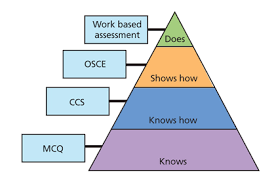 Work based
assessment
Does
OSCE
Shows how
CCS
Knows how
MCQ
Knows